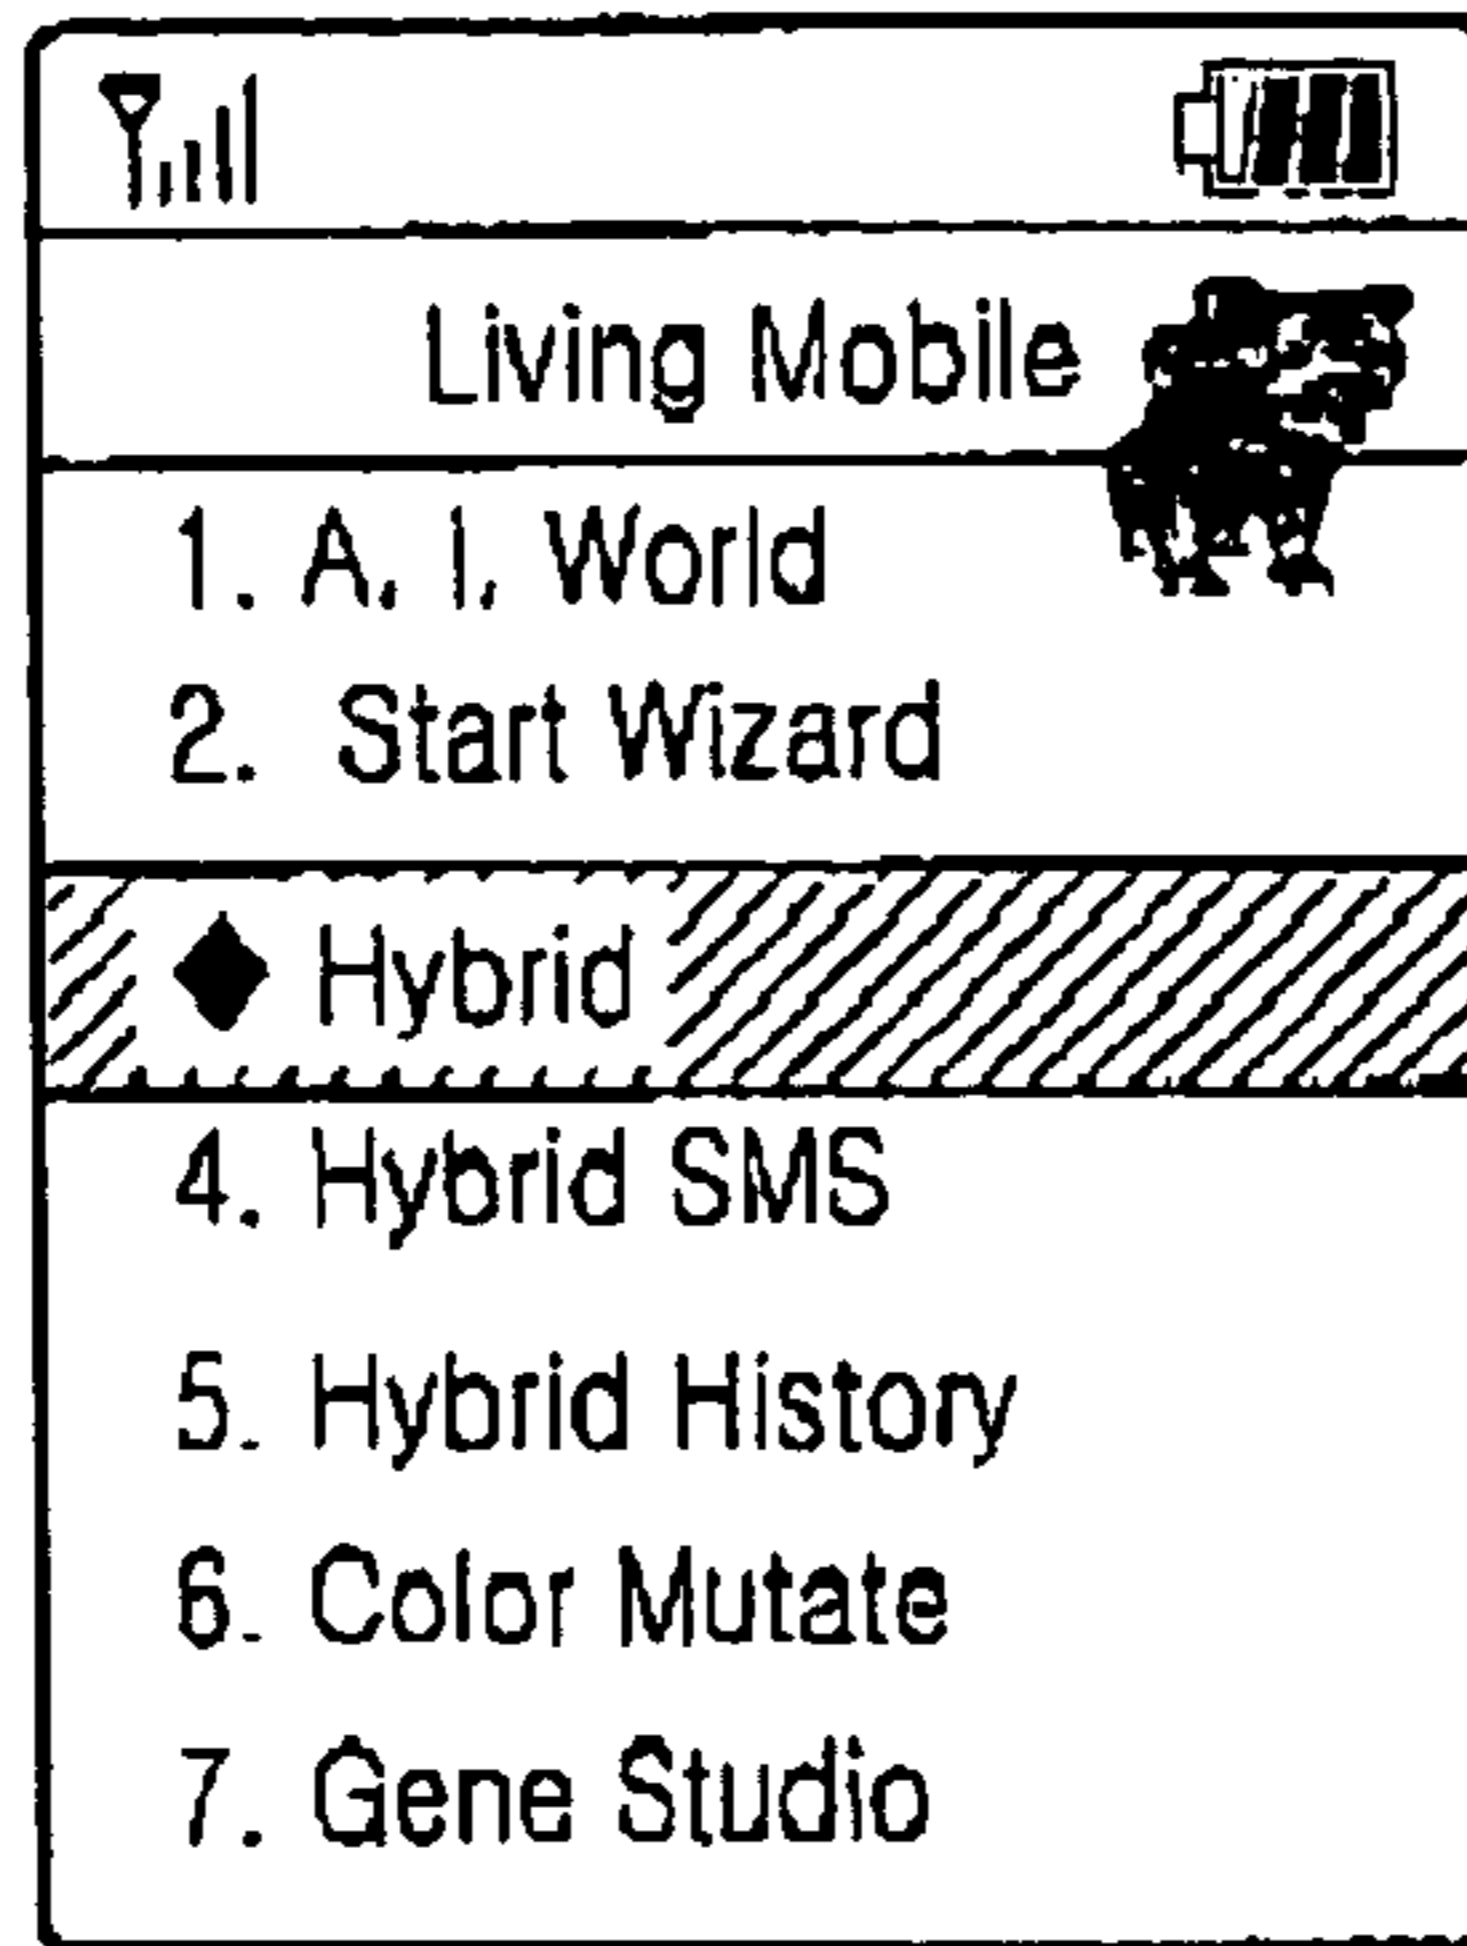 Living Mobile
1. A. I. World
2. Start Wizard
◆ Hybrid
4. Hybrid SMS
5. Hybrid History
6. Color Mutate
7. Gene Studio